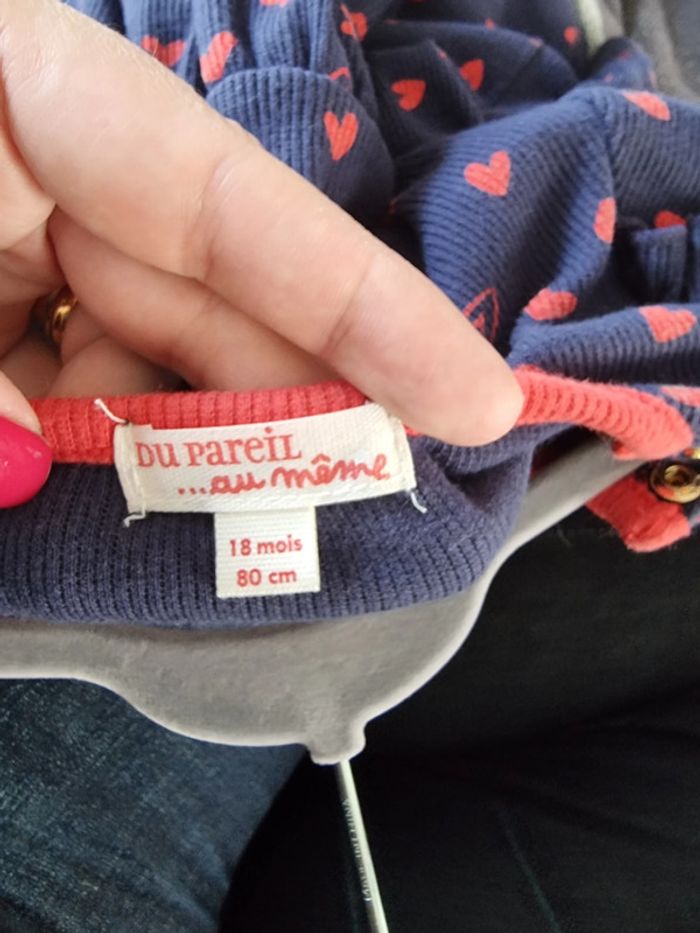 DU PAREIL
...au même
18 mois
80 cm